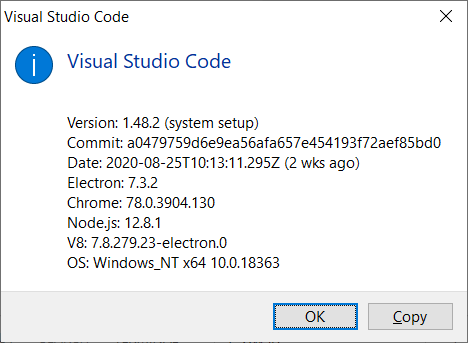 Visual Studio Code
Visual Studio Code
Version: 1.48.2 (system setup)
Commit: a0479759d6e9ea56afa657e454193f72aef85bd0
Date: 2020-08-25T10:13:11.295Z (2 wks ago)
Electron: 7.3.2
Chrome: 78.0.3904.130
Node.js: 12.8.1
V8: 7.8.279.23-electron.0
OS: Windows_NT x64 10.0.18363
OK Copy